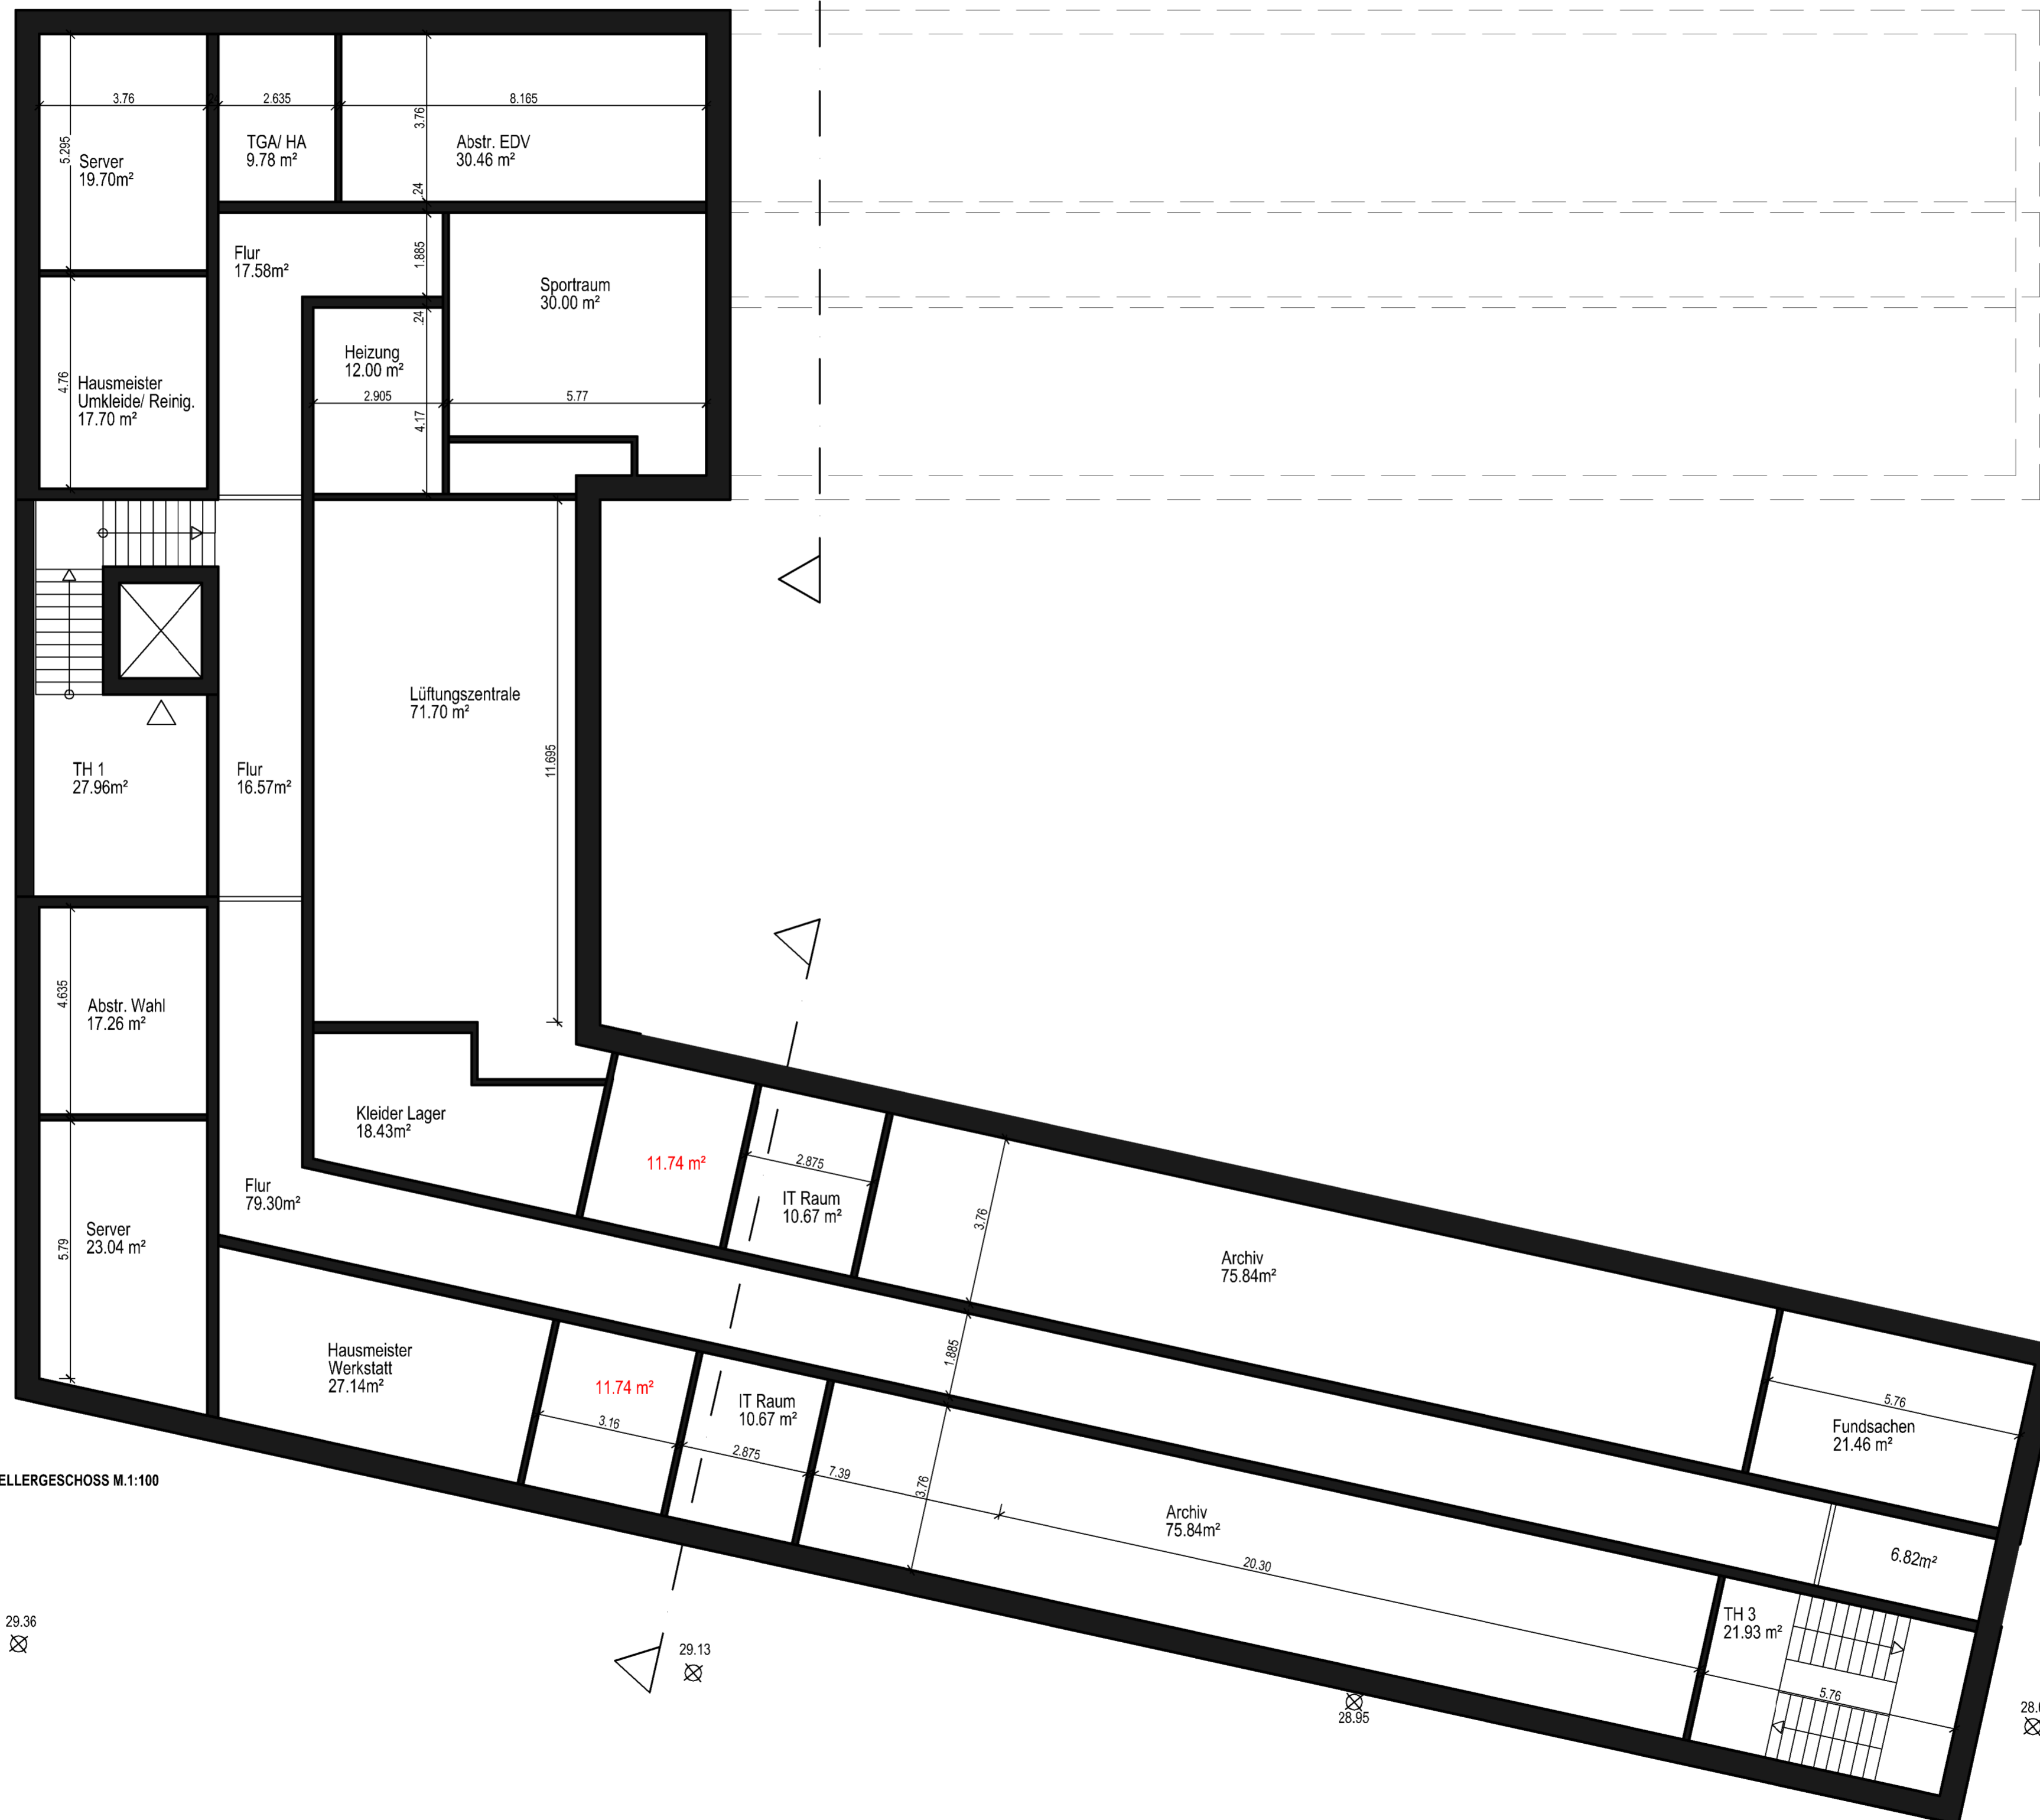 3.76
24
2.635
8.165
5.295
3.76
Server
19.70m²
TGA/ HA
9.78 m²
Abstr. EDV
30.46 m²
24
Flur
17.58m²
1.885
Sportraum
30.00 m²
.24
Heizung
12.00 m²
4.76
Hausmeister
Umkleide/ Reinig.
17.70 m²
2.905
5.77
4.17
Lüftungszentrale
71.70 m²
11.695
TH 1
27.96m²
Flur
16.57m²
4.635
Abstr. Wahl
17.26 m²
Kleider Lager
18.43m²
11.74 m²
2.875
IT Raum
10.67 m²
Flur
79.30m²
3.76
5.79
Server
23.04 m²
Archiv
75.84m²
1.885
Hausmeister
Werkstatt
27.14m²
11.74 m²
3.16
IT Raum
10.67 m²
2.875
7.39
3.76
5.76
Fundsachen
21.46 m²
ELLERGESCHOSS M.1:100
Archiv
75.84m²
20.30
6.82m²
TH 3
21.93 m²
5.76
29.36
29.13
28.95